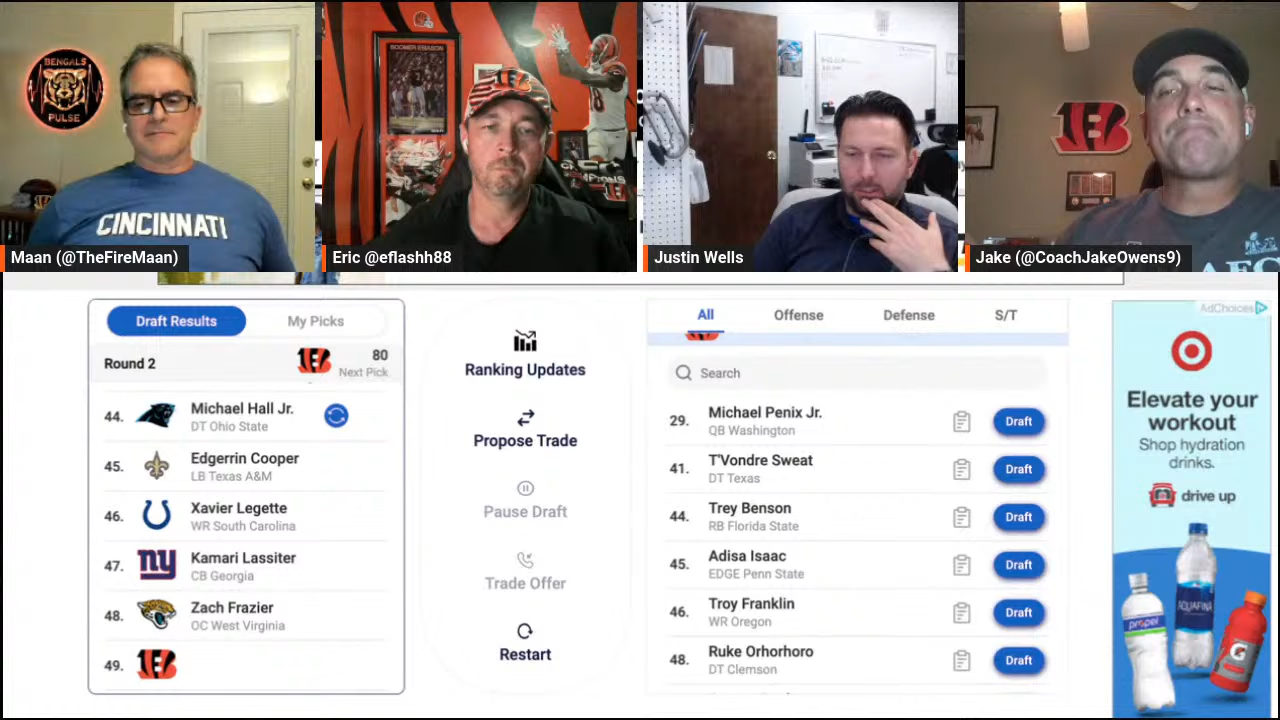 BENGALS
PULSE
CINCINNATI
BOOMER ESIASON
Maan (@TheFireMaan)
Eric @eflashh88
Justin Wells
Jake (@CoachJakeOwens9)
Draft Results
My Picks
Round 2
80
Next Pick
44.
Michael Hall Jr.
DT Ohio State
45.
Edgerrin Cooper
LB Texas A&M
46.
Xavier Legette
WR South Carolina
47.
ny
Kamari Lassiter
CB Georgia
48.
Zach Frazier
OC West Virginia
49.
Ranking Updates
Propose Trade
Pause Draft
Trade Offer
Restart
All
Offense
Defense
S/T
Search
29.
Michael Penix Jr.
QB Washington
Draft
41.
T'Vondre Sweat
DT Texas
Draft
44.
Trey Benson
RB Florida State
Draft
45.
Adisa Isaac
EDGE Penn State
Draft
46.
Troy Franklin
WR Oregon
Draft
48.
Ruke Orhorhoro
DT Clemson
Draft
AdChoices
Elevate your
workout
Shop hydration
drinks.
drive up
propel
AQUAFINA
G